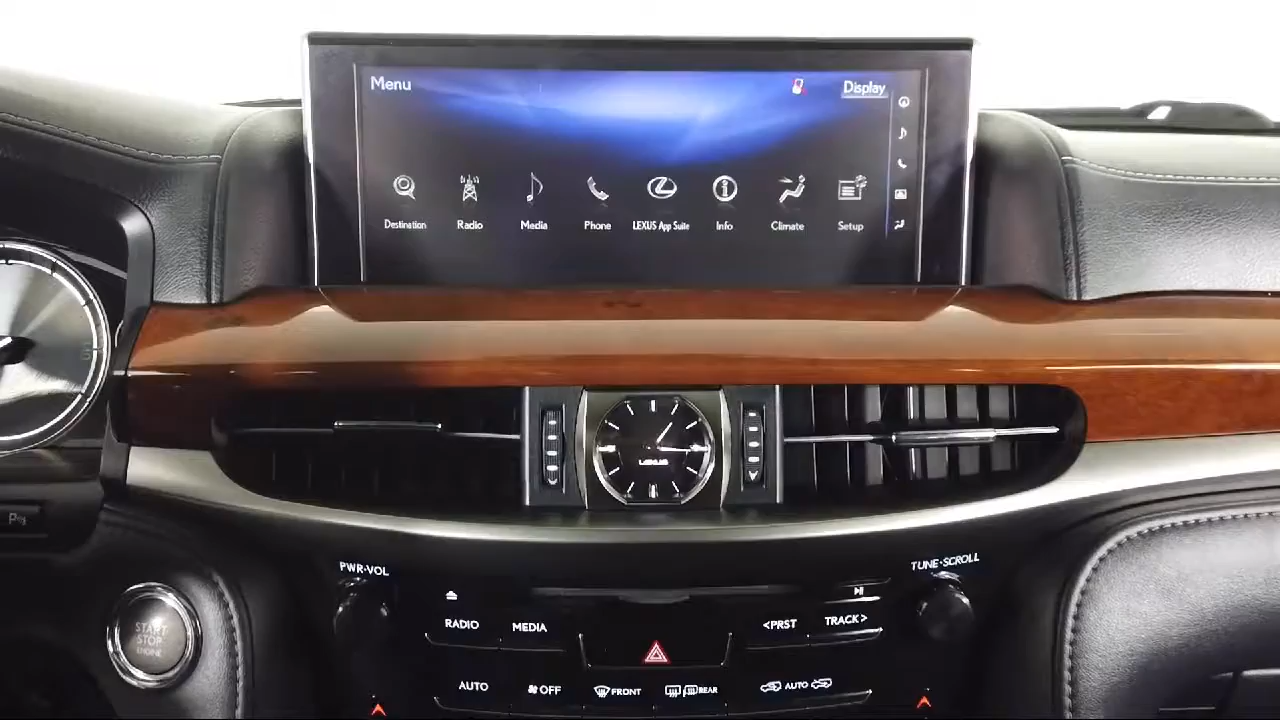 Menu
Display
Destination
Radio
Media
Phone
LEXUS App Suite
Info
Climate
Setup
LEXUS
P
PWR·VOL
TUNE·SCROLL
START
STOP
ENGINE
RADIO
MEDIA
<PRST
TRACK>
AUTO
OFF
FRONT
REAR
AUTO